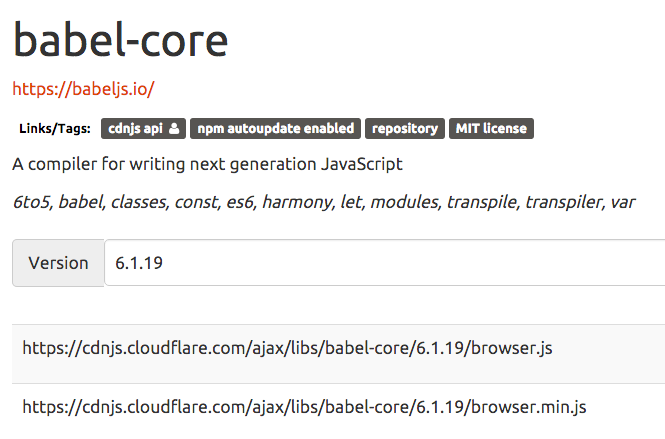 babel-core
https://babeljs.io/
Links/Tags: cdnjs api npm autoupdate enabled repository MIT license
A compiler for writing next generation JavaScript
6to5, babel, classes, const, es6, harmony, let, modules, transpile, transpiler, var
Version 6.1.19
https://cdnjs.cloudflare.com/ajax/libs/babel-core/6.1.19/browser.js
https://cdnjs.cloudflare.com/ajax/libs/babel-core/6.1.19/browser.min.js